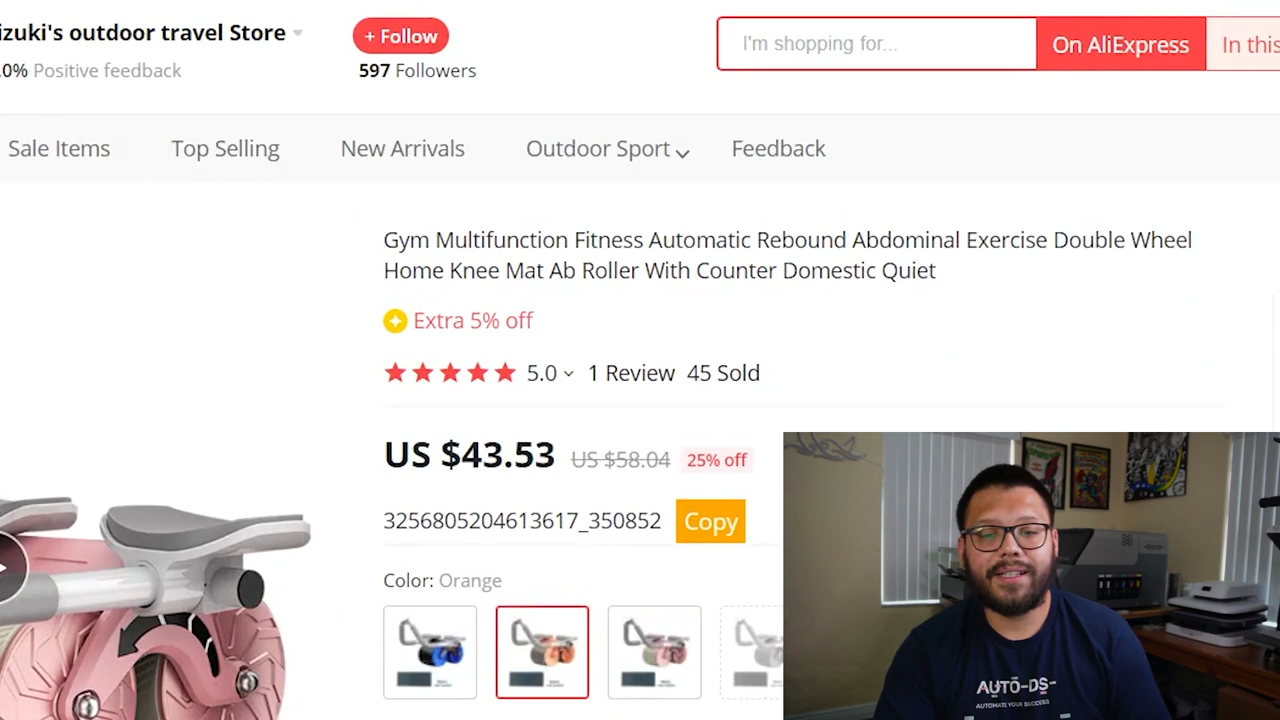 izuki's outdoor travel Store
+ Follow
.0% Positive feedback
597 Followers
I'm shopping for...
On AliExpress
In this
Sale Items
Top Selling
New Arrivals
Outdoor Sport
Feedback
Gym Multifunction Fitness Automatic Rebound Abdominal Exercise Double Wheel
Home Knee Mat Ab Roller With Counter Domestic Quiet
Extra 5% off
5.0
1 Review
45 Sold
US $43.53
US $58.04
25% off
3256805204613617_350852
Copy
Color: Orange
AUTO-DS-
AUTOMATE YOUR SUCCESS